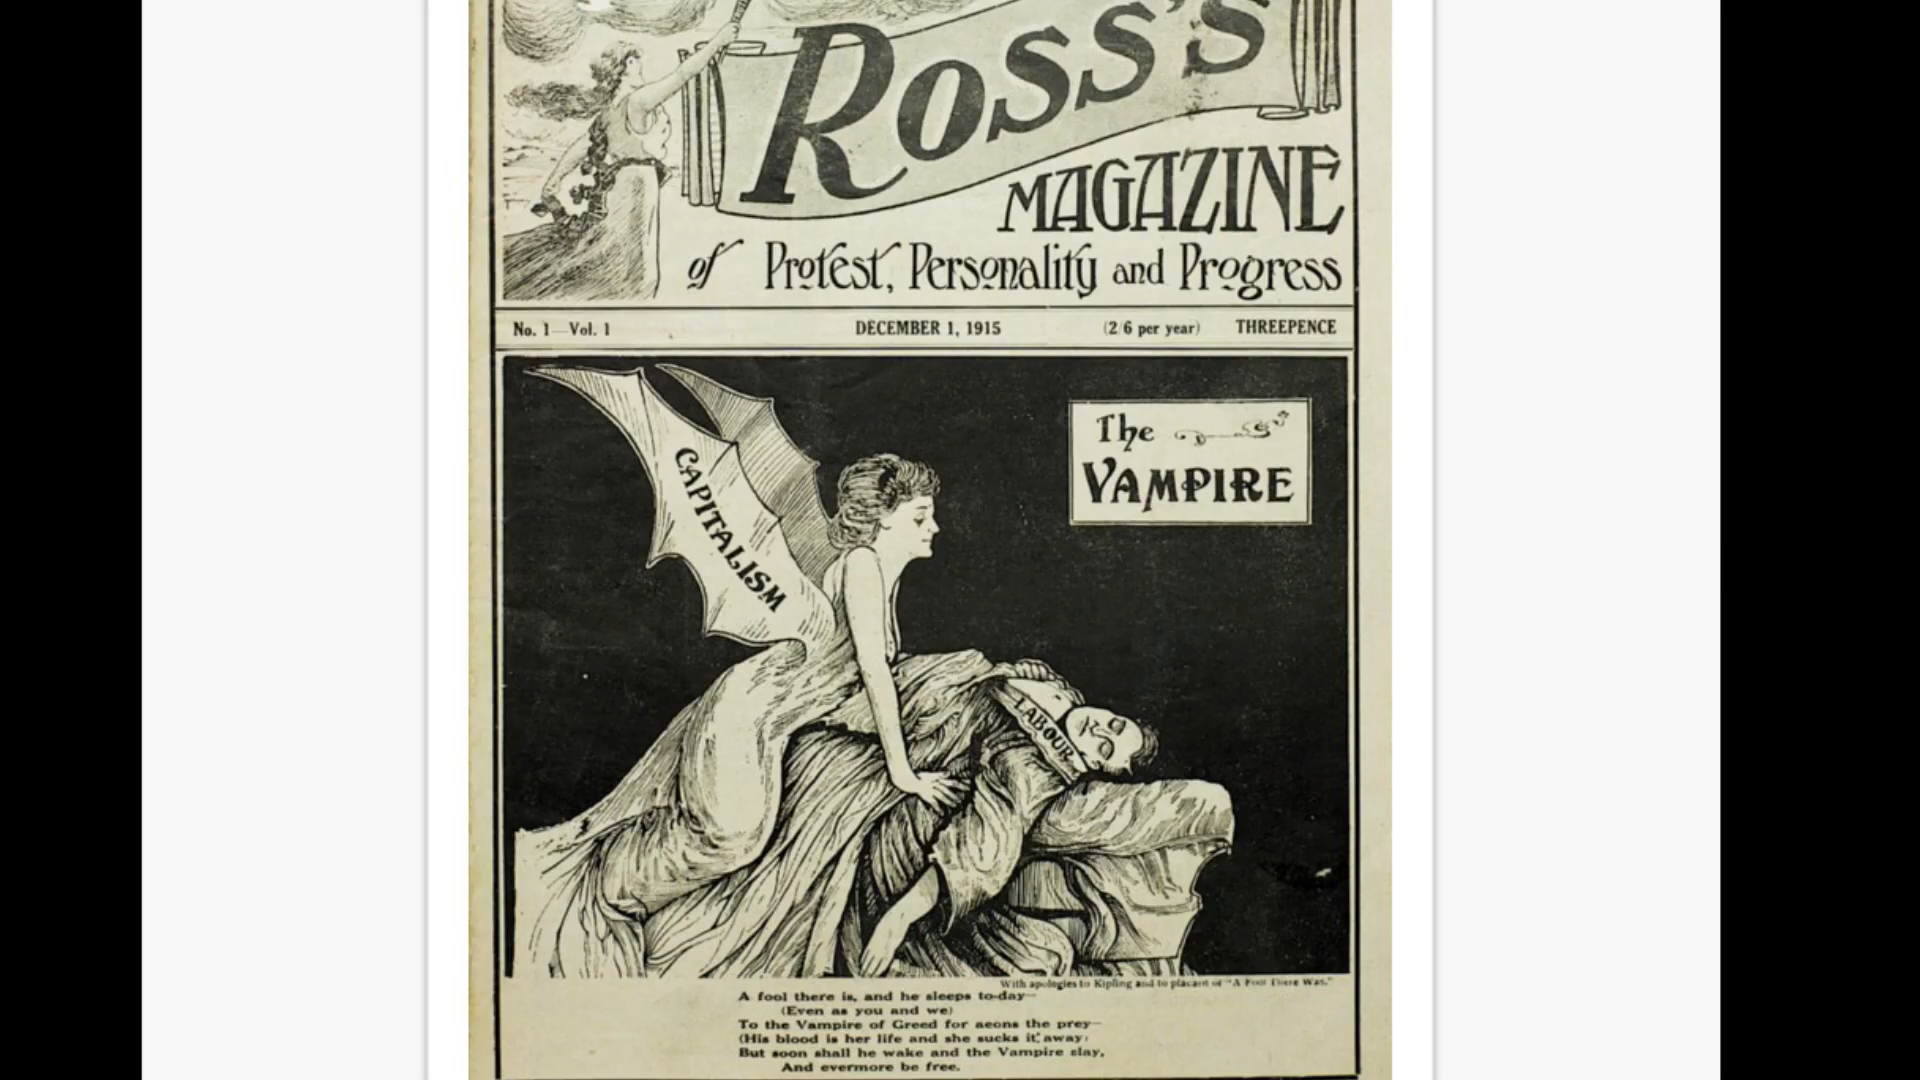 ROSS'S
MAGAZINE
of Protest, Personality and Progress
No. 1 Vol. 1 DECEMBER 1, 1915 (2/6 per year) THREEPENCE
The
VAMPIRE
CAPITALISM
LABOUR
With apologies to Kipling and to placard of "A Fool There Was."
A fool there is, and he sleeps to-day—
(Even as you and we)
To the Vampire of Greed for aeons the prey—
(His blood is her life and she sucks it away)
But soon shall he wake and the Vampire slay,
And evermore be free.